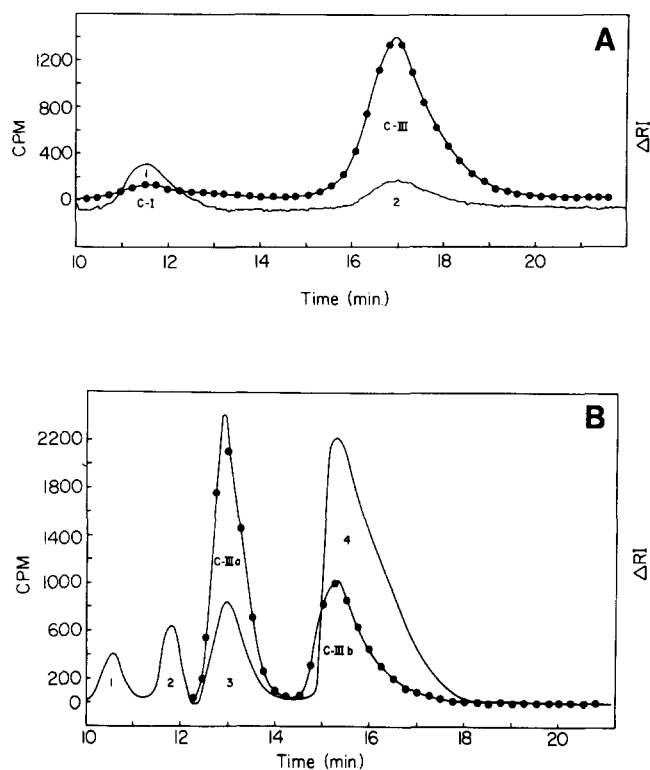 A
1200
800
400
0
CPM
ΔRI
C-III
1
C-I
2
10 12 14 16 18 20
Time (min.)
B
2200
1800
1400
1000
600
200
0
CPM
ΔRI
C-IIIa
4
C-IIIb
1 2 3
10 12 14 16 18 20
Time (min.)